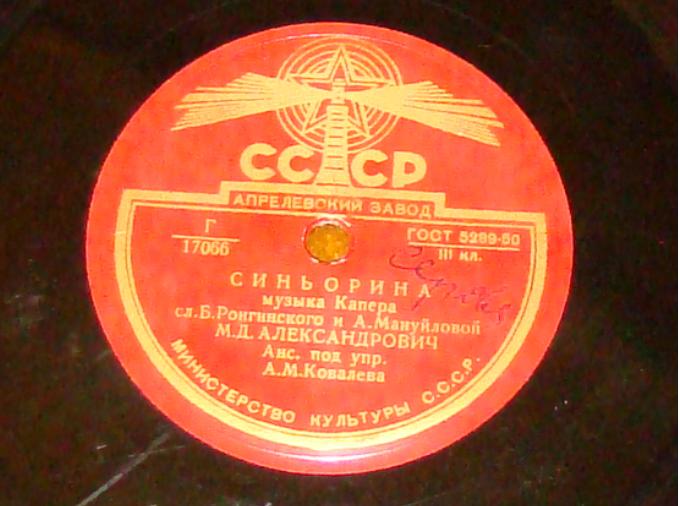 СССР
АПРЕЛЕВСКИЙ ЗАВОД
Г
17066
ГОСТ 5289-50
III кл.
СИНЬОРИНА
музыка Капера
сл. Б. Ронгинского и А. Мануйловой
М. Д. АЛЕКСАНДРОВИЧ
Анс. под упр.
А. М. Ковалева
МИНИСТЕРСТВО КУЛЬТУРЫ С.С.С.Р.